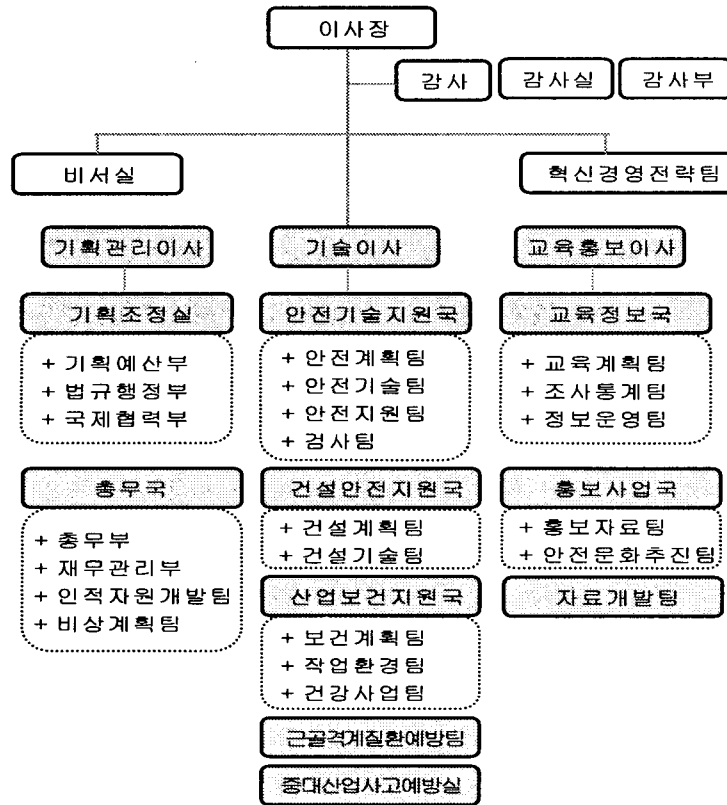 이사장
감사
감사실
감사부
비서실
혁신경영전략팀
기획관리이사
기획조정실
+ 기획예산부
+ 법규행정부
+ 국제협력부
총무국
+ 총무부
+ 재무관리부
+ 인적자원개발팀
+ 비상계획팀
기술이사
안전기술지원국
+ 안전계획팀
+ 안전기술팀
+ 안전지원팀
+ 검사팀
건설안전지원국
+ 건설계획팀
+ 건설기술팀
산업보건지원국
+ 보건계획팀
+ 작업환경팀
+ 건강사업팀
근골격계질환예방팀
중대산업사고예방실
교육홍보이사
교육정보국
+ 교육계획팀
+ 조사통계팀
+ 정보운영팀
홍보사업국
+ 홍보자료팀
+ 안전문화추진팀
자료개발팀